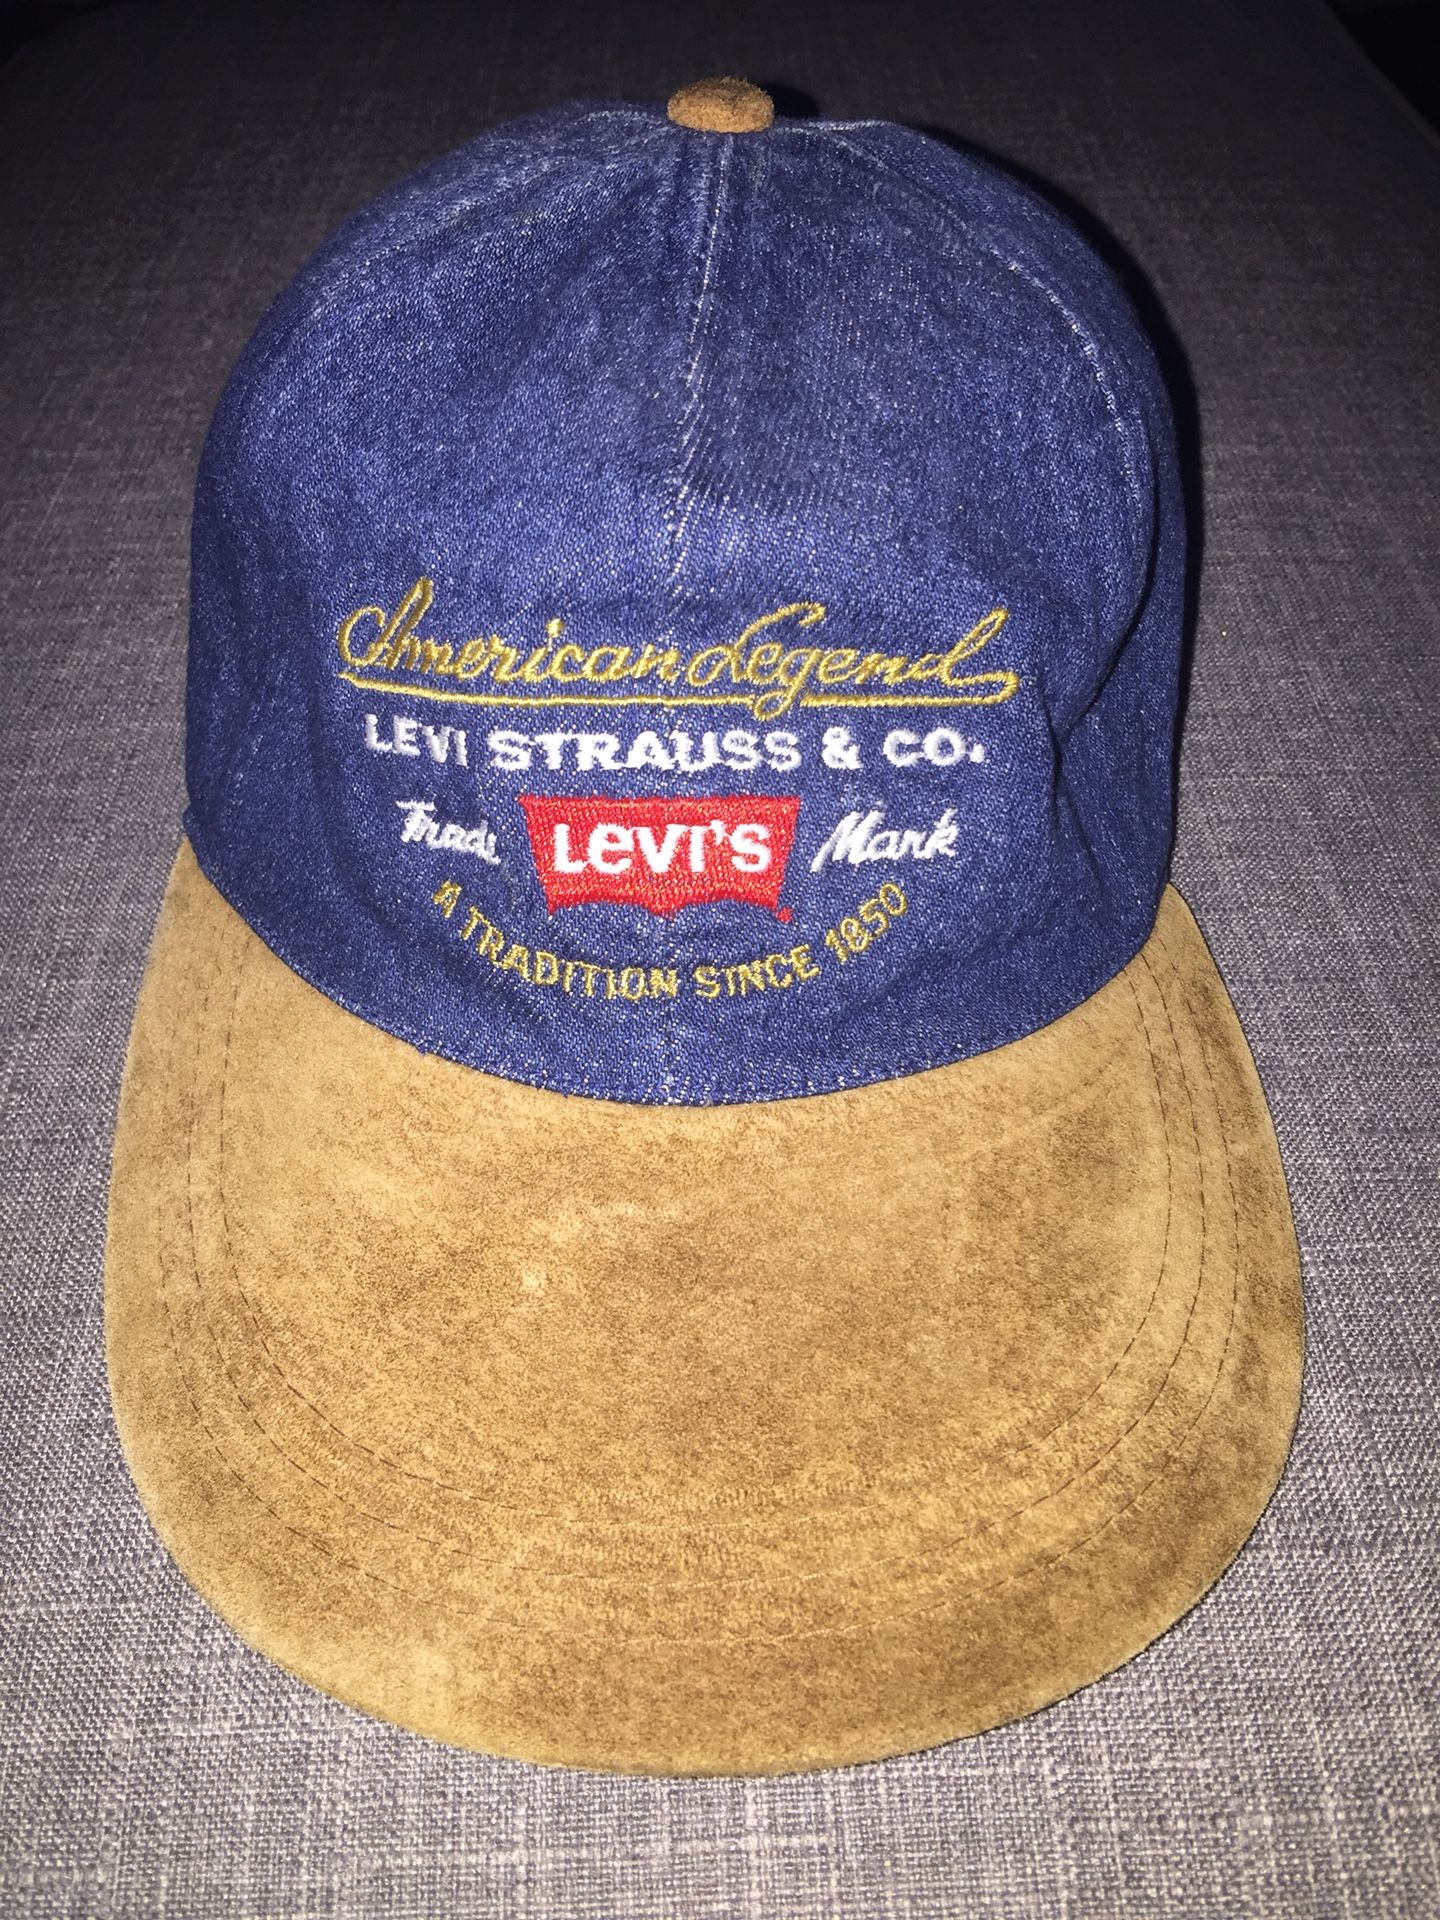 American Legend
LEVI STRAUSS & CO.
Trade LEVI'S Mark
A TRADITION SINCE 1850